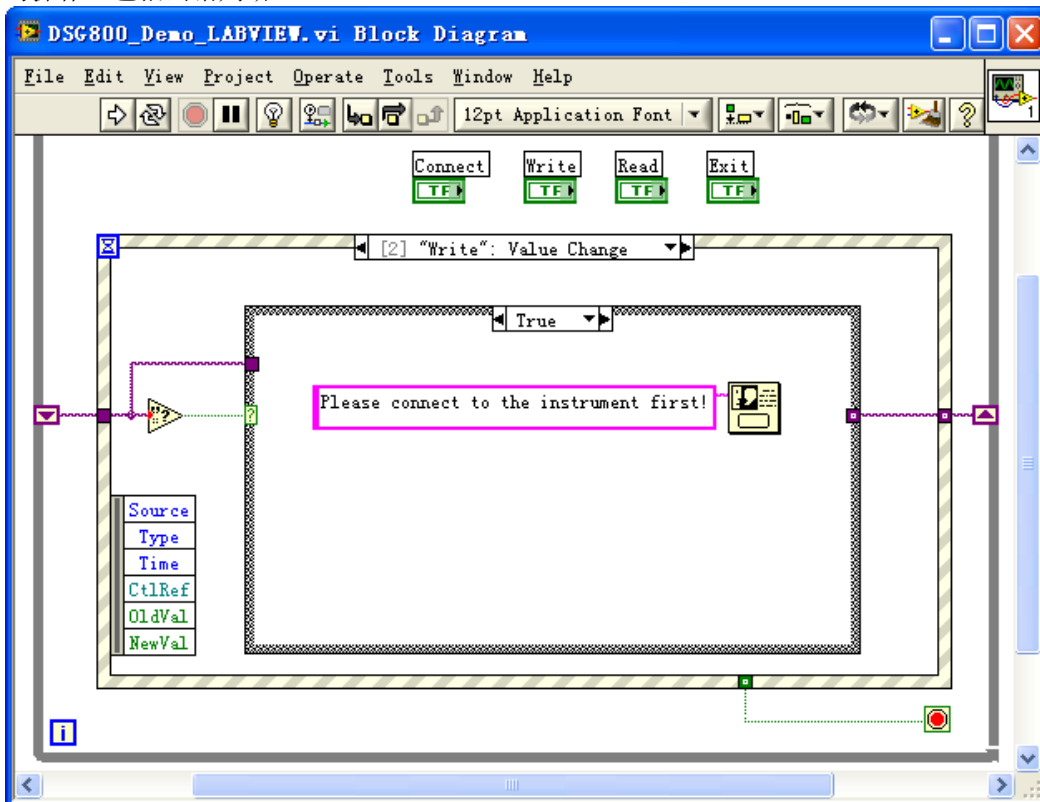 DSG800_Demo_LABVIEW.vi Block Diagram
File Edit View Project Operate Tools Window Help
12pt Application Font
1
Connect Write Read Exit
TF TF TF TF
[2] "Write": Value Change
True
Please connect to the instrument first!
Source
Type
Time
CtlRef
OldVal
NewVal
i